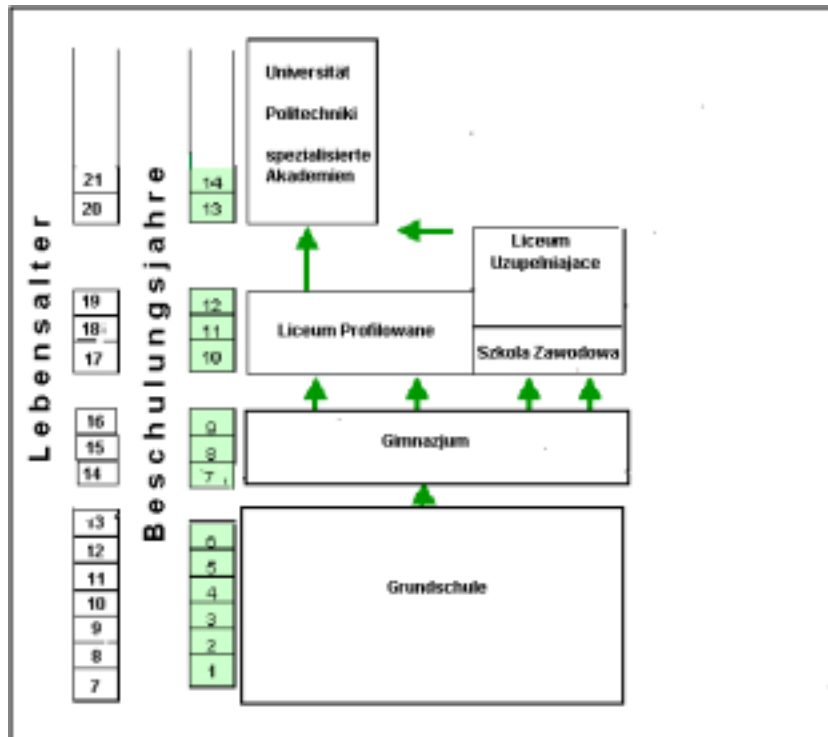 Lebensalter
Beschulungsjahre
21
20
19
18
17
16
15
14
13
12
11
10
9
8
7
14
13
12
11
10
9
8
7
6
5
4
3
2
1
Universität
Politechniki
spezialisierte
Akademien
Liceum
Uzupelniajace
Liceum Profilowane
Szkola Zawodowa
Gimnazjum
Grundschule